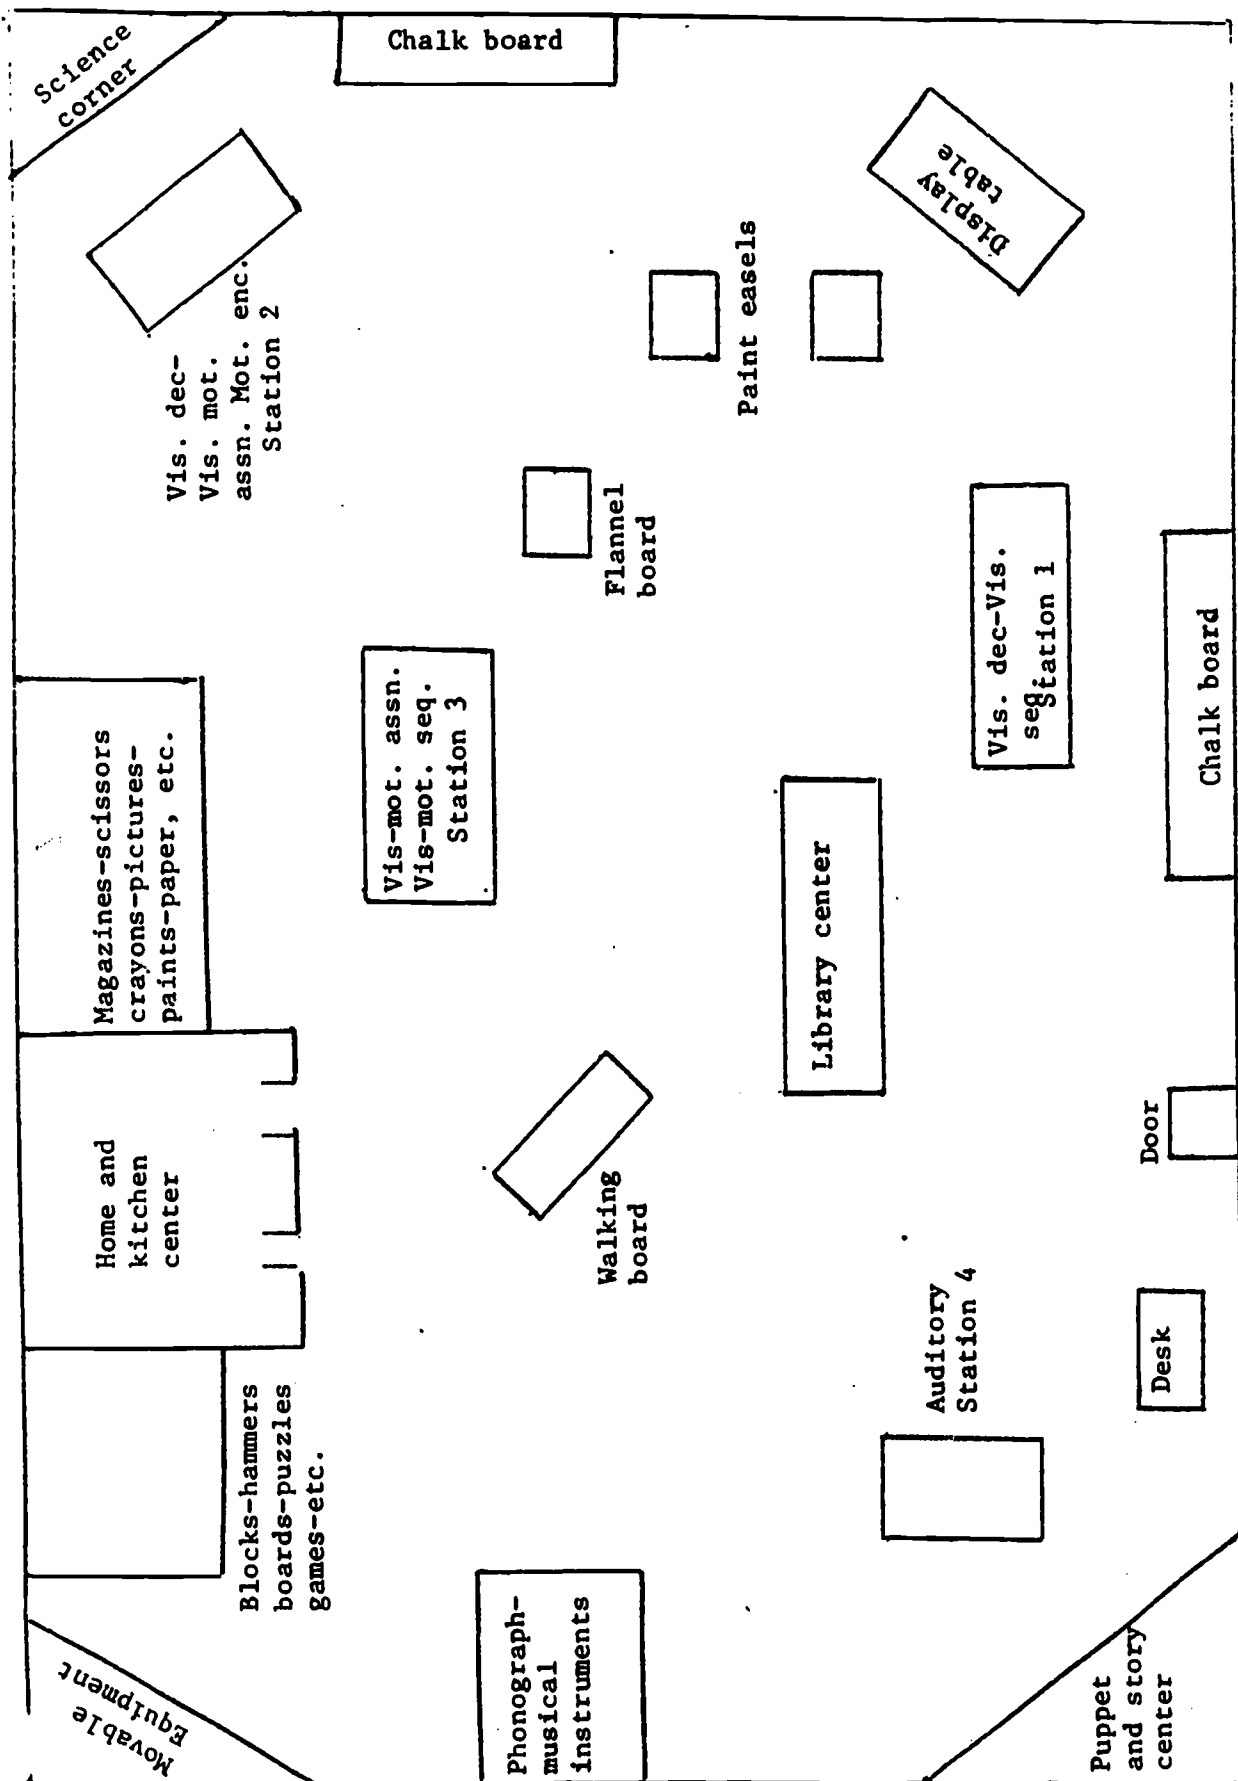 Science
corner
Chalk board
Display
table
Vis. dec-
Vis. mot.
assn. Mot. enc.
Station 2
Paint easels
Flannel
board
Magazines-scissors
crayons-pictures-
paints-paper, etc.
Vis-mot. assn.
Vis-mot. seq.
Station 3
Vis. dec-Vis.
seq.
Station 1
Chalk board
Home and
kitchen
center
Library center
Walking
board
Door
Blocks-hammers
boards-puzzles
games-etc.
Auditory
Station 4
Desk
Movable
Equipment
Phonograph-
musical
instruments
Puppet
and story
center